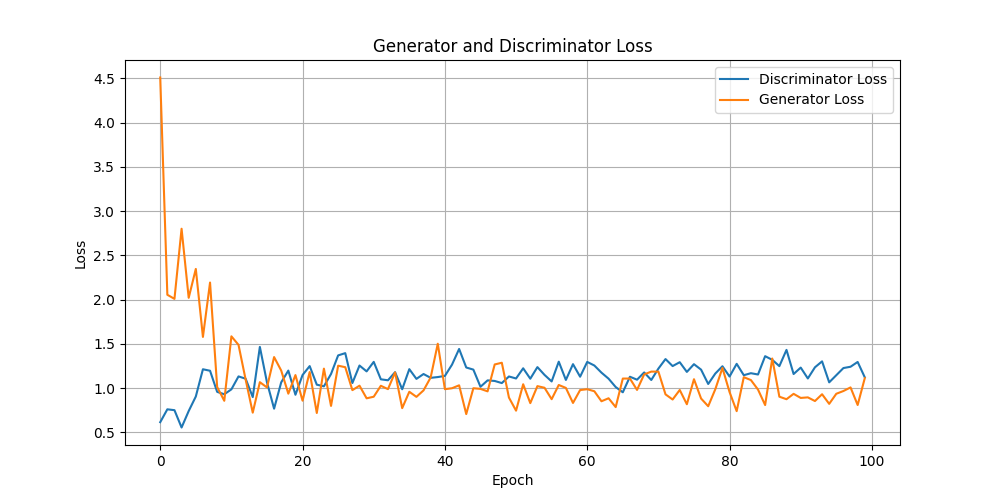 Generator and Discriminator Loss
Discriminator Loss
Generator Loss
4.5
4.0
3.5
3.0
2.5
2.0
1.5
1.0
0.5
Loss
0 20 40 60 80 100
Epoch